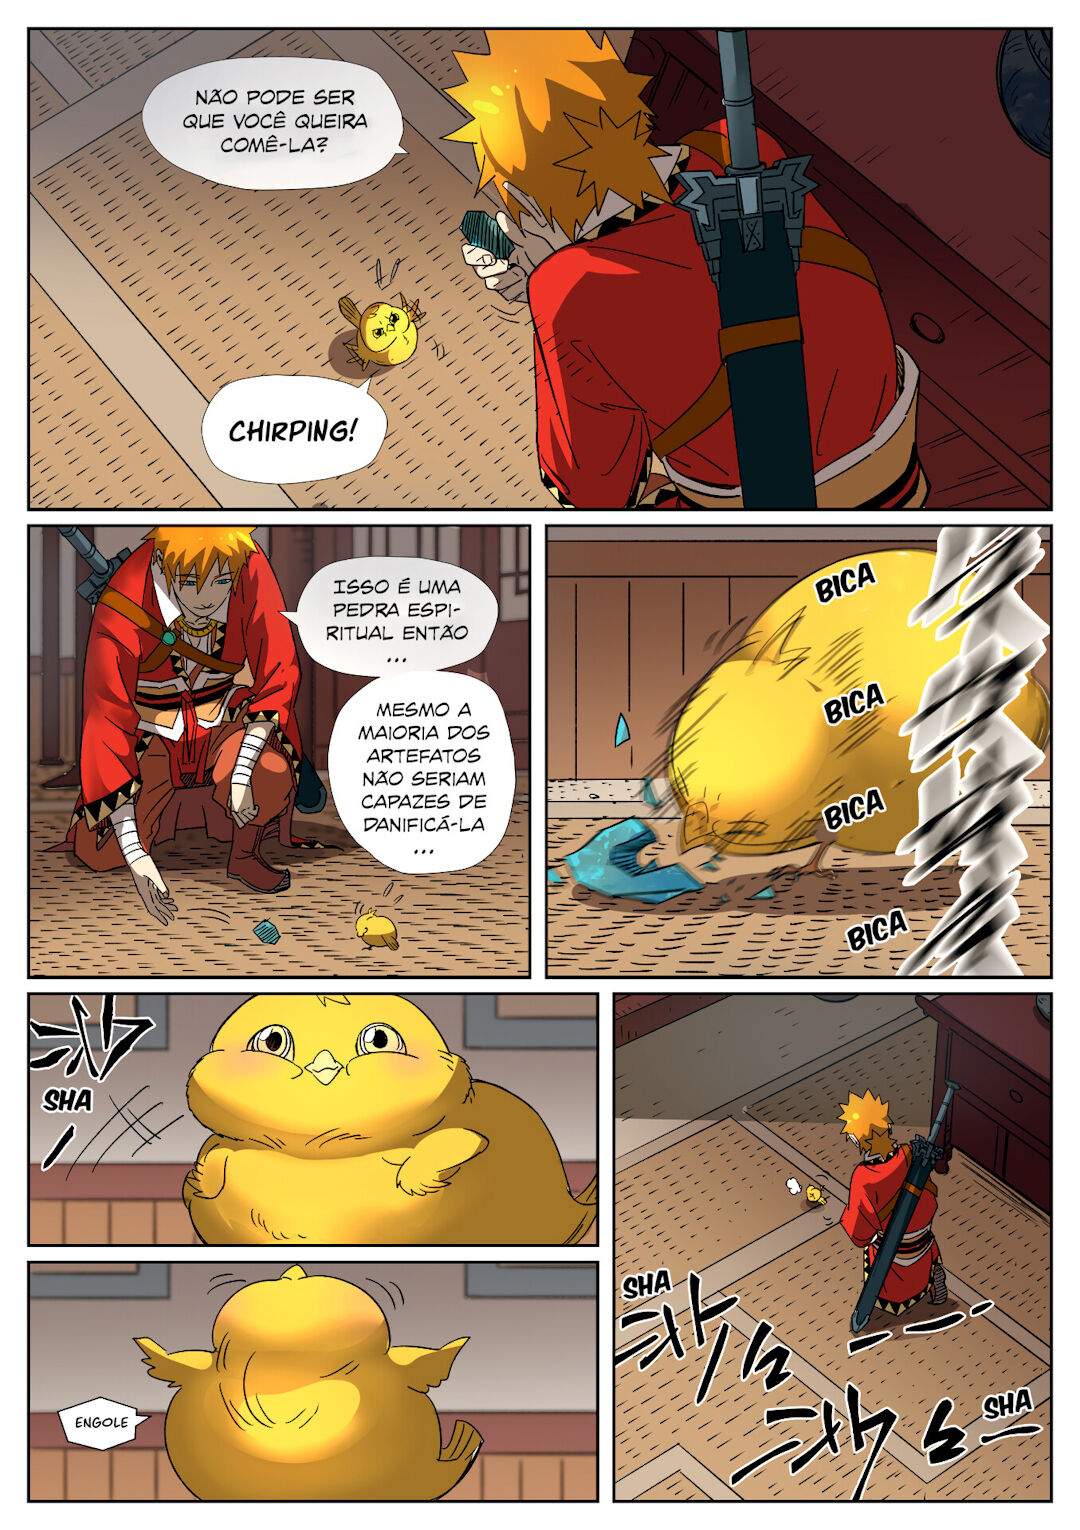 NÃO PODE SER
QUE VOCÊ QUEIRA
COMÊ-LA?
CHIRPING!
ISSO É UMA
PEDRA ESPI-
RITUAL ENTÃO
...
MESMO A
MAIORIA DOS
ARTEFATOS
NÃO SERIAM
CAPAZES DE
DANIFICÁ-LA
...
BICA
BICA
BICA
BICA
SHA
ENGOLE
SHA
SHA